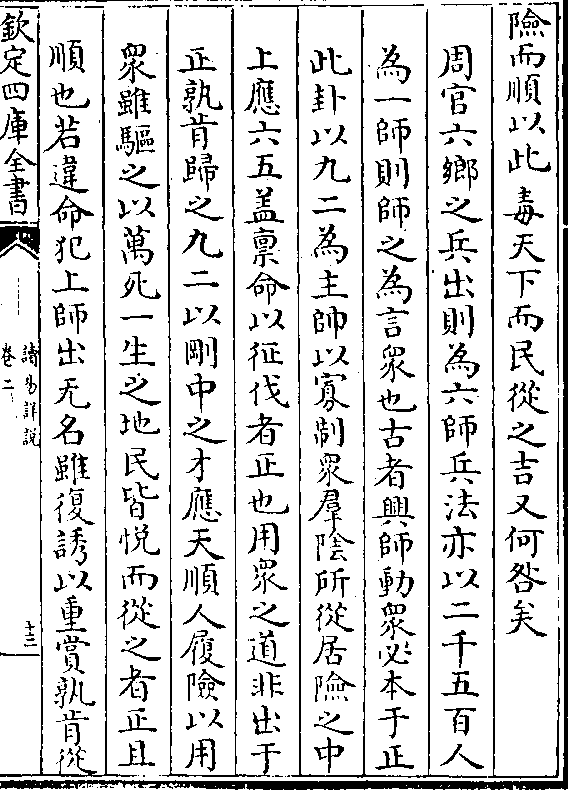 險而順以此毒天下而民從之吉又何咎矣
周官六鄉之兵出則為六師兵法亦以二千五百人
為一師則師之為言衆也古者興師動衆必本于正
此卦以九二為主帥以寡制衆羣陰所從居險之中
上應六五盖禀命以征伐者正也用衆之道非出于
正孰肯歸之九二以剛中之才應天順人履險以用
衆雖驅之以萬死一生之地民皆悦而從之者正且
順也若違命犯上師出无名雖復誘以重賞孰肯從
欽定四庫全書
讀易詳説
卷二
十三